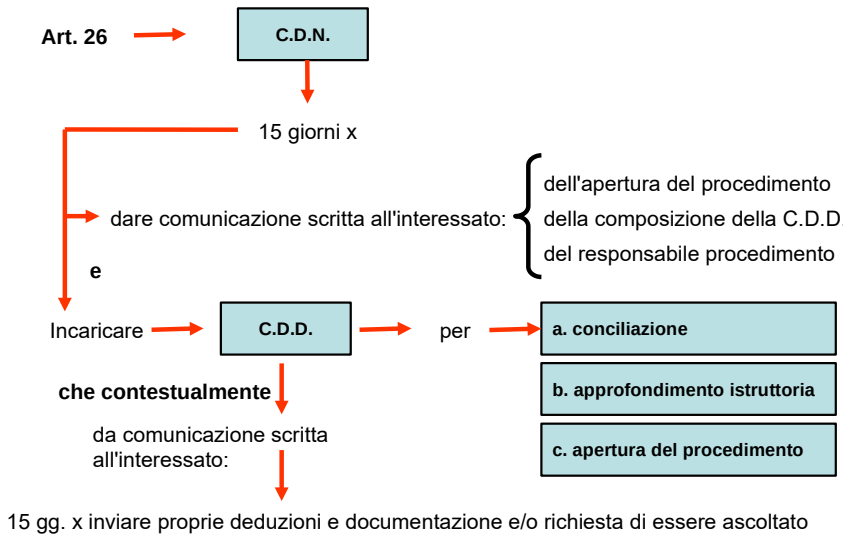 Art. 26
C.D.N.
15 giorni x
dell'apertura del procedimento
dare comunicazione scritta all'interessato:
della composizione della C.D.D.
del responsabile procedimento
e
Incaricare
C.D.D.
per
a. conciliazione
che contestualmente
b. approfondimento istruttoria
da comunicazione scritta
all'interessato:
c. apertura del procedimento
15 gg. x inviare proprie deduzioni e documentazione e/o richiesta di essere ascoltato